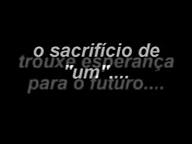 o sacrifício de
trouxe esperança
"um"....
para o futuro....